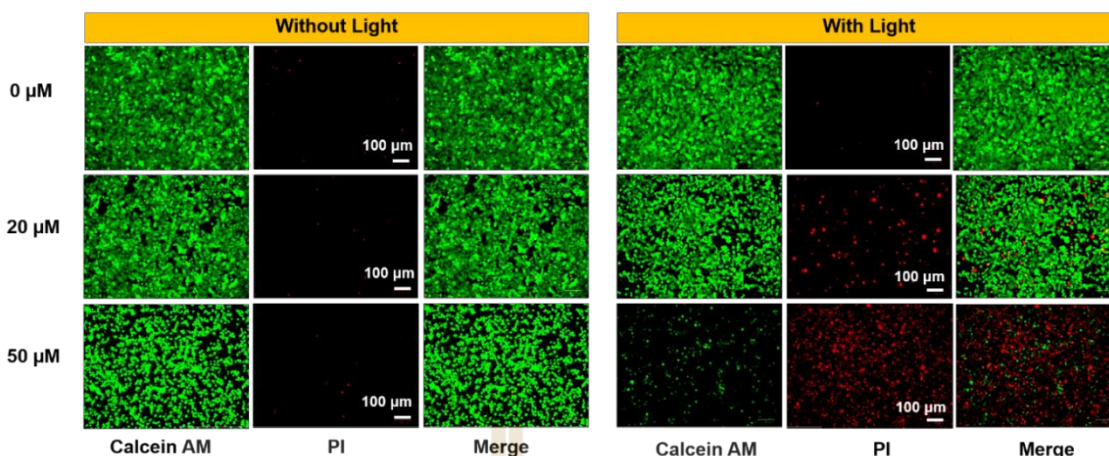 Without Light
With Light
0 µM
100 µm
100 µm
20 µM
100 µm
100 µm
50 µM
100 µm
100 µm
Calcein AM
PI
Merge
Calcein AM
PI
Merge